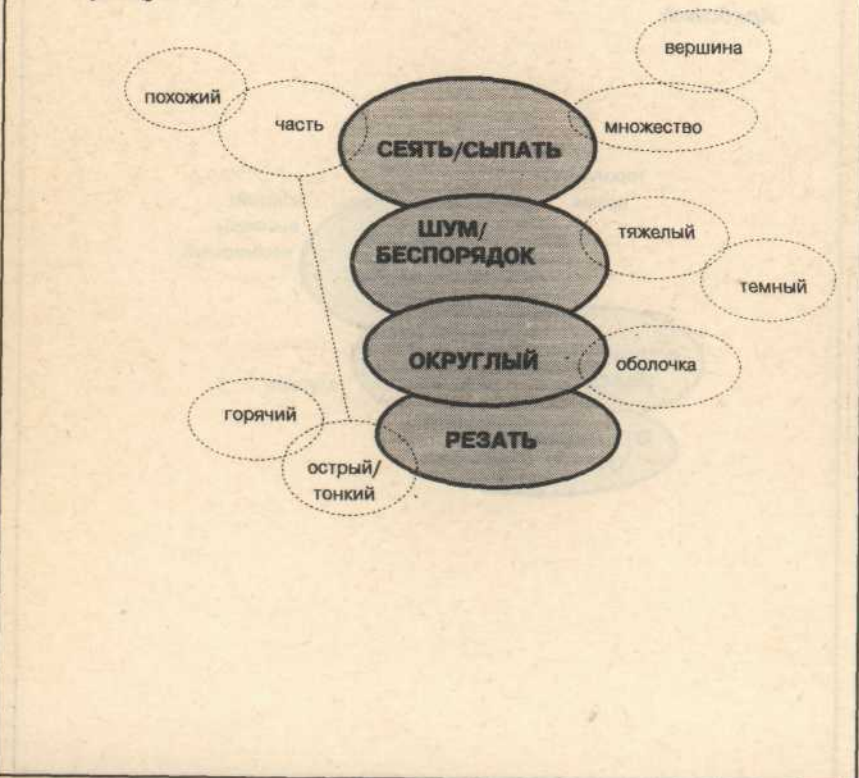 вершина
похожий
часть
множество
СЕЯТЬ/СЫПАТЬ
ШУМ/
БЕСПОРЯДОК
тяжелый
темный
ОКРУГЛЫЙ
оболочка
горячий
РЕЗАТЬ
острый/
тонкий